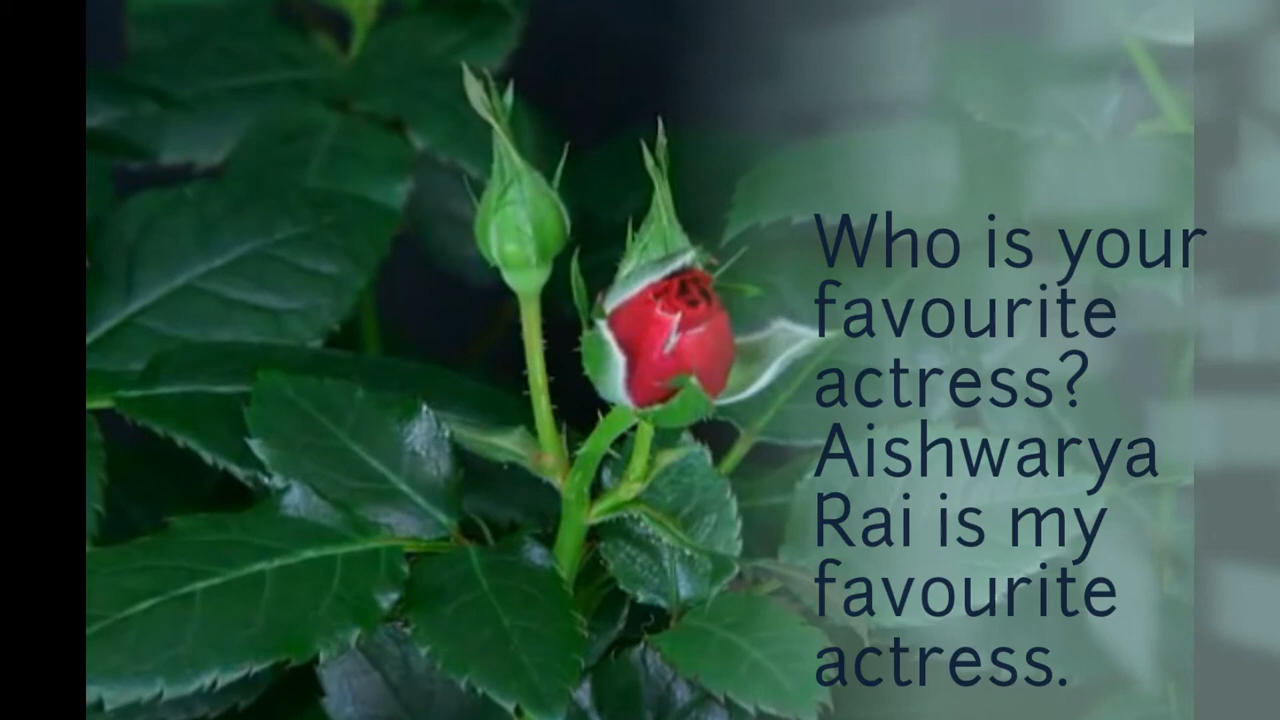 Who is your
favourite
actress?
Aishwarya
Rai is my
favourite
actress.